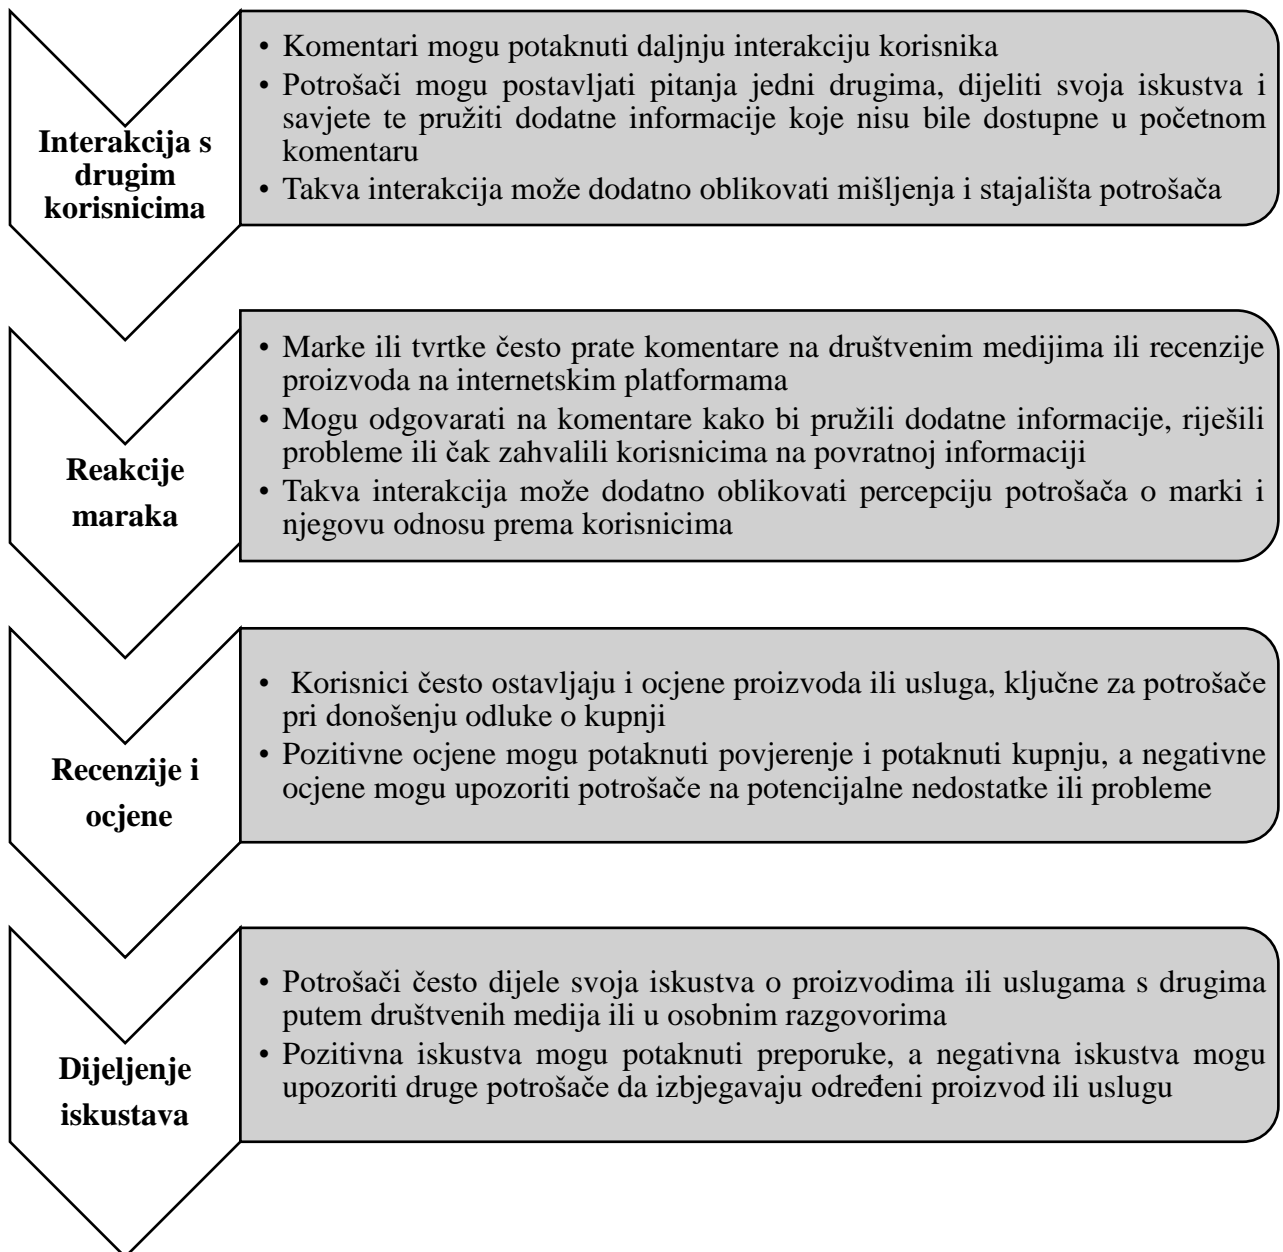 Interakcija s
drugim
korisnicima
• Komentari mogu potaknuti daljnju interakciju korisnika
• Potrošači mogu postavljati pitanja jedni drugima, dijeliti svoja iskustva i
savjete te pružiti dodatne informacije koje nisu bile dostupne u početnom
komentaru
• Takva interakcija može dodatno oblikovati mišljenja i stajališta potrošača
Reakcije
maraka
• Marke ili tvrtke često prate komentare na društvenim medijima ili recenzije
proizvoda na internetskim platformama
• Mogu odgovarati na komentare kako bi pružili dodatne informacije, riješili
probleme ili čak zahvalili korisnicima na povratnoj informaciji
• Takva interakcija može dodatno oblikovati percepciju potrošača o marki i
njegovu odnosu prema korisnicima
Recenzije i
ocjene
• Korisnici često ostavljaju i ocjene proizvoda ili usluga, ključne za potrošače
pri donošenju odluke o kupnji
• Pozitivne ocjene mogu potaknuti povjerenje i potaknuti kupnju, a negativne
ocjene mogu upozoriti potrošače na potencijalne nedostatke ili probleme
Dijeljenje
iskustava
• Potrošači često dijele svoja iskustva o proizvodima ili uslugama s drugima
putem društvenih medija ili u osobnim razgovorima
• Pozitivna iskustva mogu potaknuti preporuke, a negativna iskustva mogu
upozoriti druge potrošače da izbjegavaju određeni proizvod ili uslugu